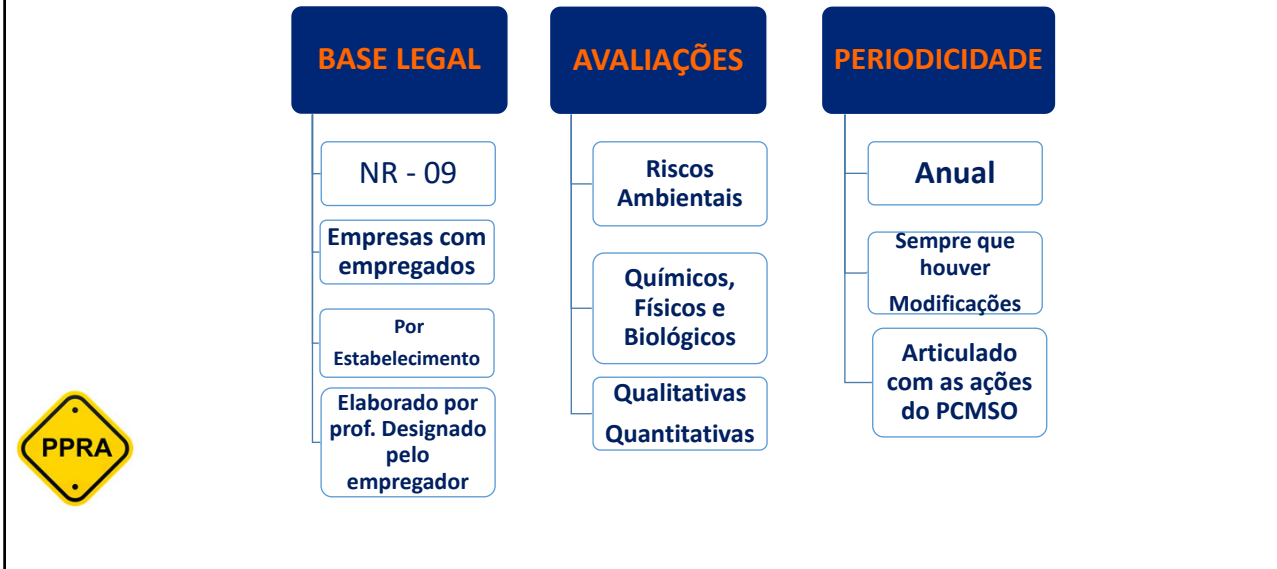 BASE LEGAL
NR - 09
Empresas com
empregados
Por
Estabelecimento
Elaborado por
prof. Designado
pelo
empregador
AVALIAÇÕES
Riscos
Ambientais
Químicos,
Físicos e
Biológicos
Qualitativas
Quantitativas
PERIODICIDADE
Anual
Sempre que
houver
Modificações
Articulado
com as ações
do PCMSO
PPRA